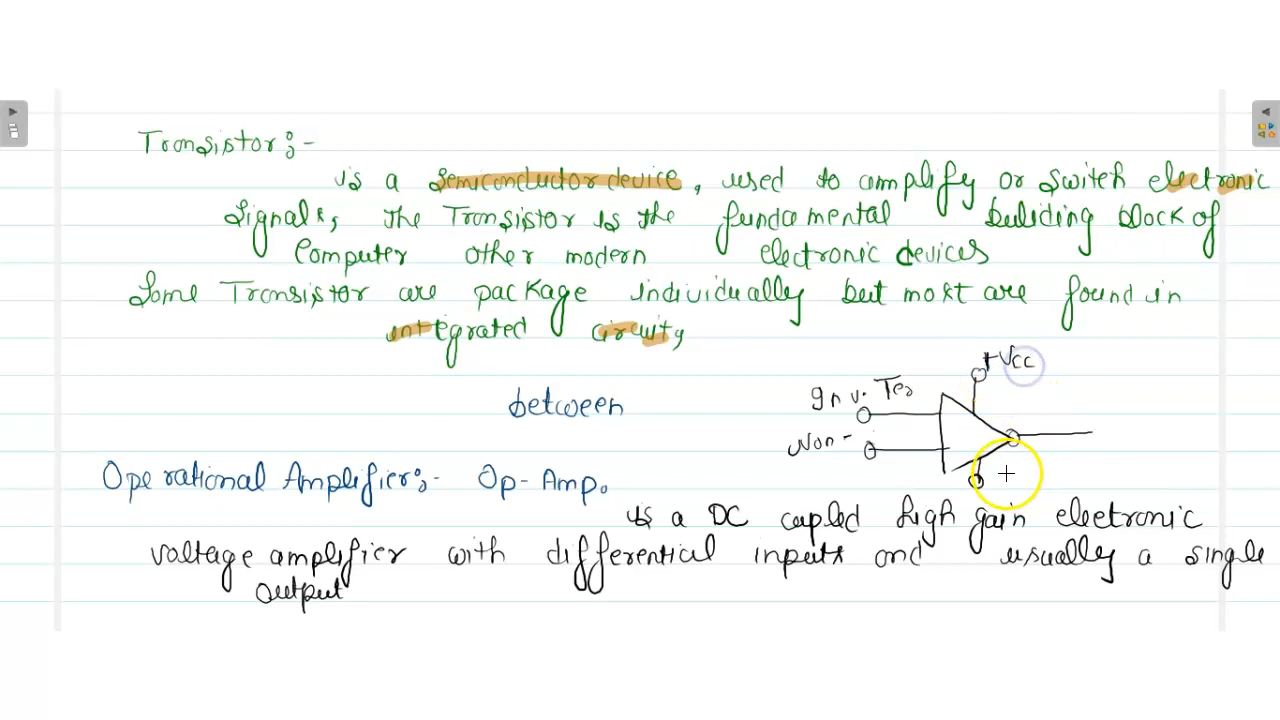 Transistor:-
is a semiconductor device, used to amplify or switch electronic
signals, the Transistor is the fundamental buliding block of
Computer other modern electronic devices
Some Transistor are package individually but most are found in
integrated circuits
+Vcc
In v. Ter
between
Non-
Operational Amplifier:- Op-Amp.
is a DC coupled high gain electronic
voltage amplifier with differential inputs and usually a single
output